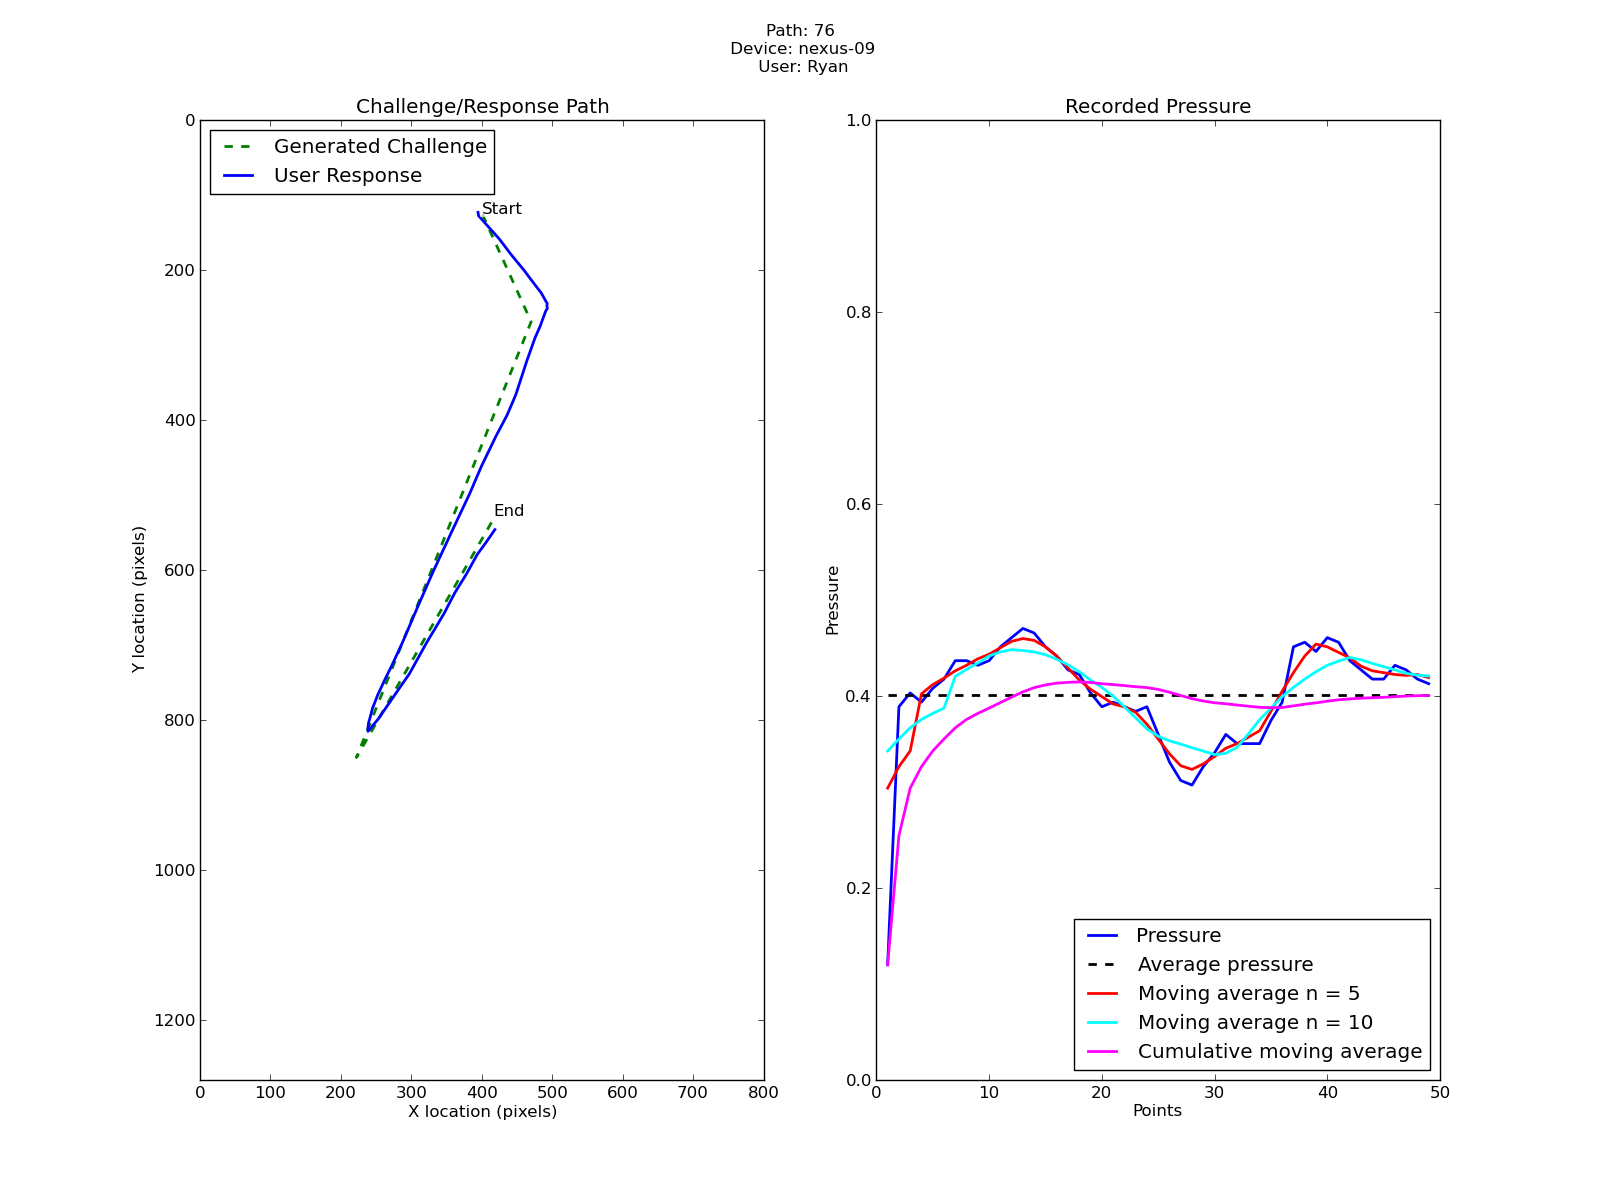 Path: 76
Device: nexus-09
User: Ryan
Challenge/Response Path
Generated Challenge
User Response
Start
End
0
200
400
600
800
1000
1200
Y location (pixels)
0 100 200 300 400 500 600 700 800
X location (pixels)
Recorded Pressure
1.0
0.8
0.6
0.4
0.2
0.0
Pressure
Pressure
Average pressure
Moving average n = 5
Moving average n = 10
Cumulative moving average
0 10 20 30 40 50
Points